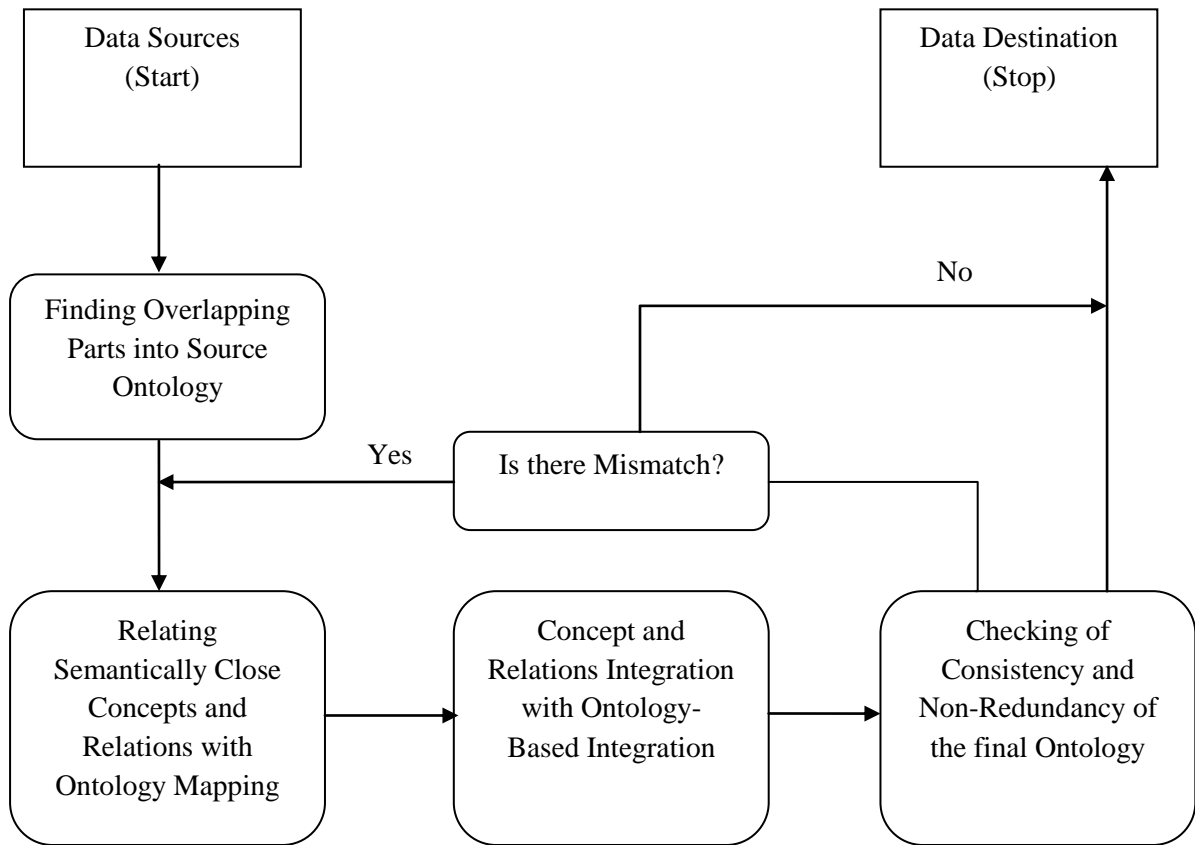 Data Sources
(Start)
Data Destination
(Stop)
No
Finding Overlapping
Parts into Source
Ontology
Yes
Is there Mismatch?
Relating
Semantically Close
Concepts and
Relations with
Ontology Mapping
Concept and
Relations Integration
with Ontology-
Based Integration
Checking of
Consistency and
Non-Redundancy of
the final Ontology